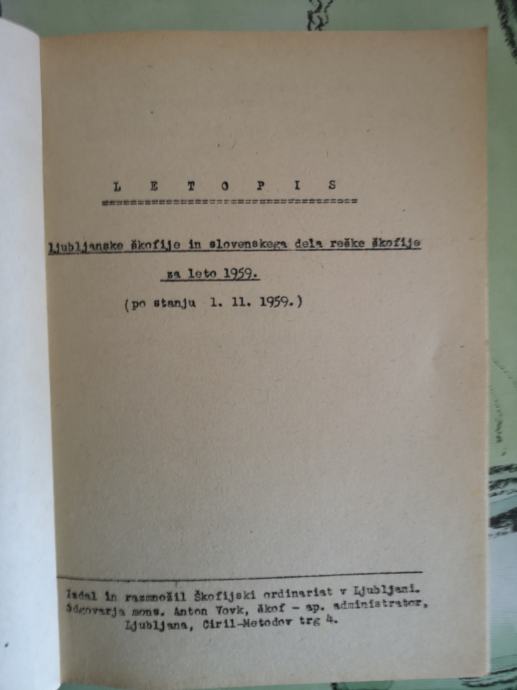 L E T O P I S
ljubljanske škofije in slovenskega dela reške škofije
za leto 1959.
(po stanju 1. 11. 1959.)
Izdal in razmnožil Škofijski ordinariat v Ljubljani.
Odgovarja mons. Anton Vovk, škof - ap. administrator,
Ljubljana, Ciril-Metodov trg 4.